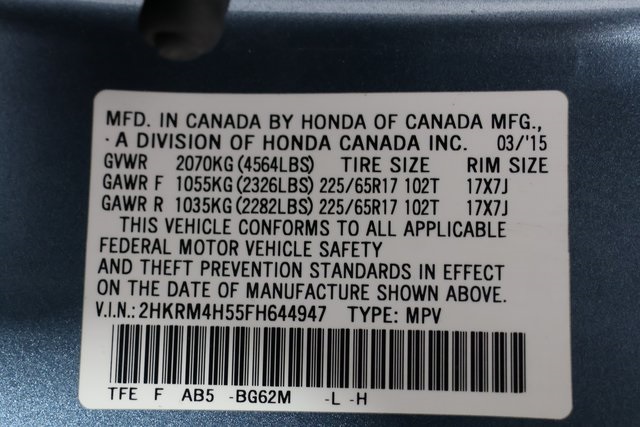 MFD. IN CANADA BY HONDA OF CANADA MFG.,
- A DIVISION OF HONDA CANADA INC. 03/'15
GVWR 2070KG(4564LBS) TIRE SIZE RIM SIZE
GAWR F 1055KG(2326LBS) 225/65R17 102T 17X7J
GAWR R 1035KG(2282LBS) 225/65R17 102T 17X7J
THIS VEHICLE CONFORMS TO ALL APPLICABLE
FEDERAL MOTOR VEHICLE SAFETY
AND THEFT PREVENTION STANDARDS IN EFFECT
ON THE DATE OF MANUFACTURE SHOWN ABOVE.
V.I.N.:2HKRM4H55FH644947 TYPE: MPV
TFE F AB5 -BG62M -L -H